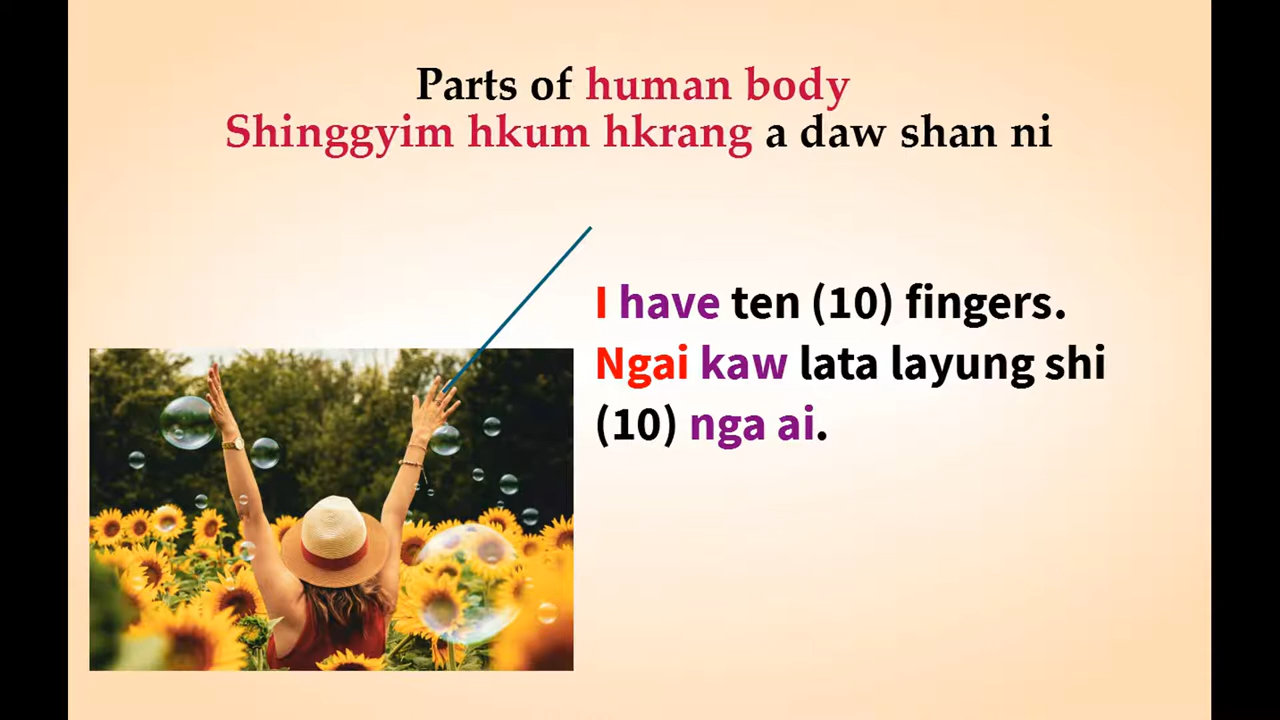 Parts of human body
Shinggyim hkum hkrang a daw shan ni
I have ten (10) fingers.
Ngai kaw lata layung shi
(10) nga ai.